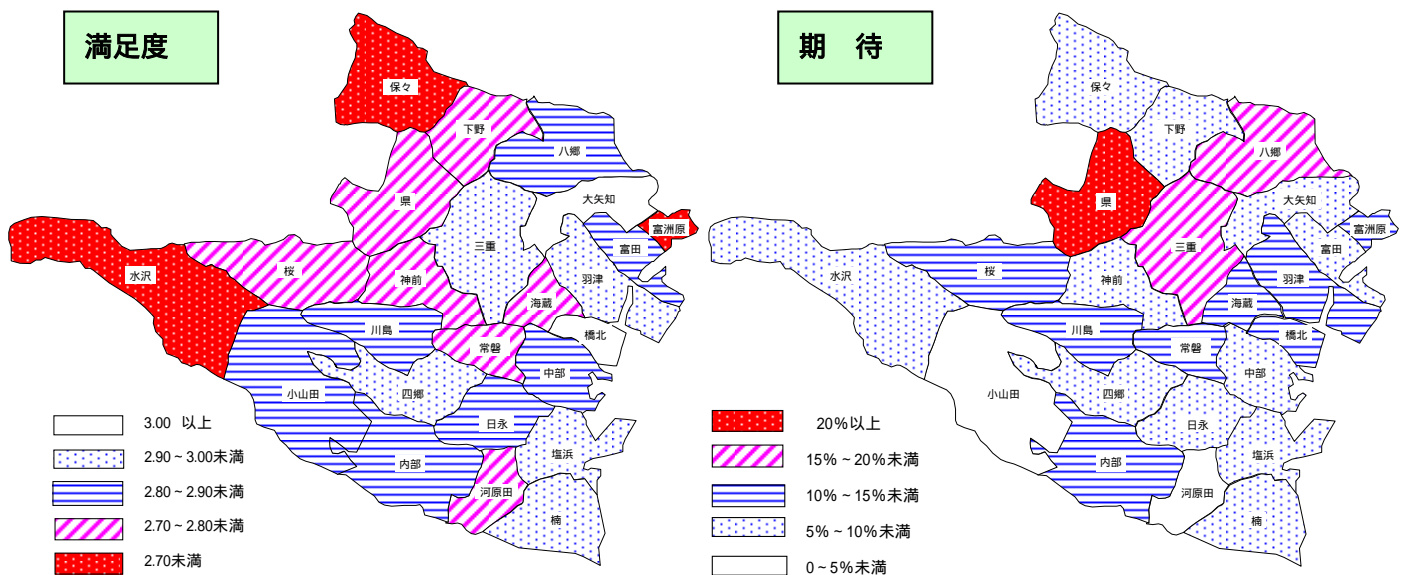 満足度
保々
下野
八郷
大矢知
県
富洲原
三重
富田
水沢
桜
神前
羽津
海蔵
川島
橋北
常磐
中部
小山田
四郷
日永
塩浜
内部
河原田
楠
3.00 以上
2.90~3.00未満
2.80~2.90未満
2.70~2.80未満
2.70未満
期 待
保々
下野
八郷
県
大矢知
富洲原
三重
富田
水沢
桜
神前
羽津
海蔵
川島
常磐
橋北
中部
小山田
四郷
日永
塩浜
内部
河原田
楠
20%以上
15%~20%未満
10%~15%未満
5%~10%未満
0~5%未満